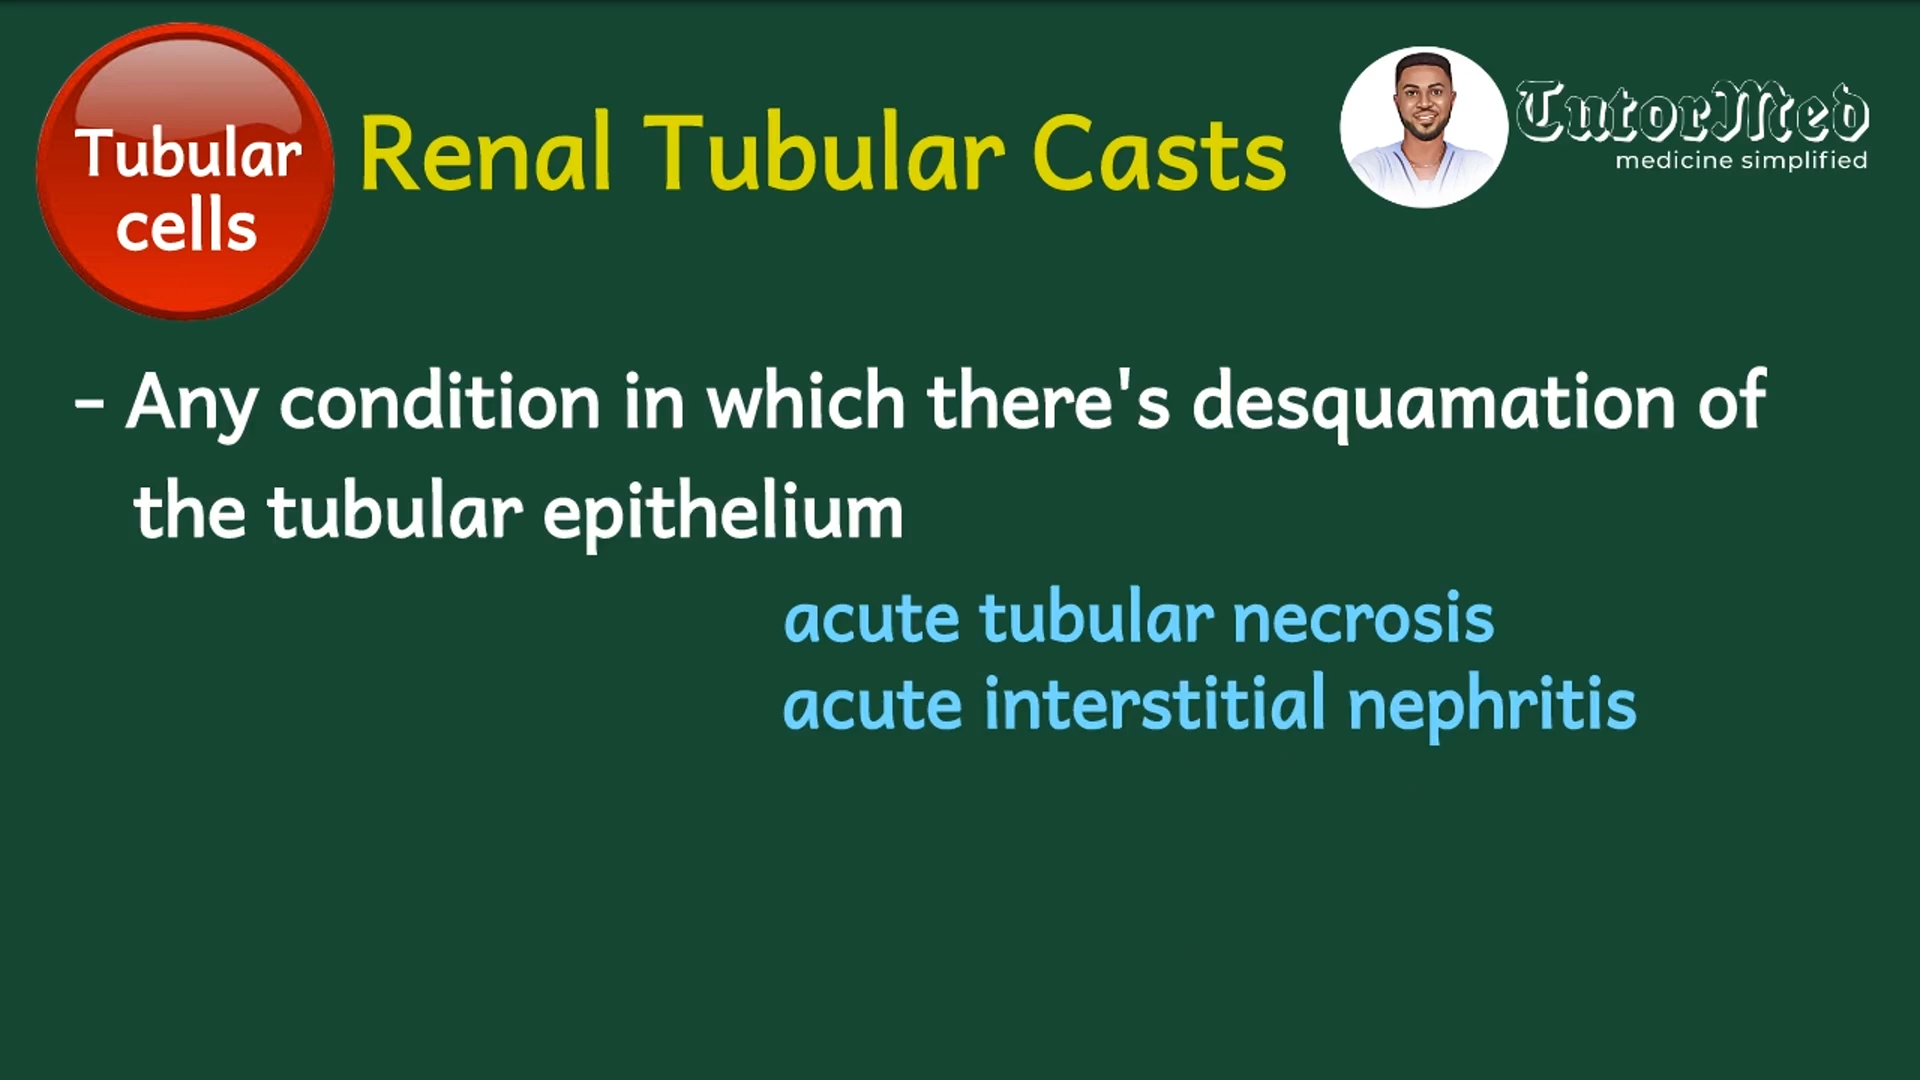 Tubular
cells
Renal Tubular Casts
TutorMed
medicine simplified
- Any condition in which there's desquamation of
the tubular epithelium
acute tubular necrosis
acute interstitial nephritis